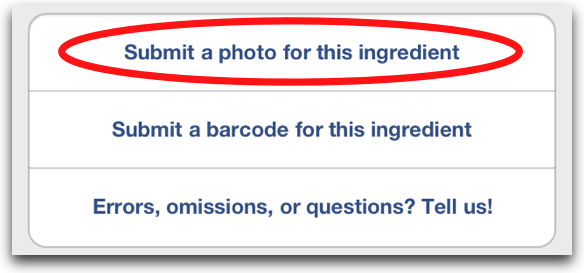 Submit a photo for this ingredient
Submit a barcode for this ingredient
Errors, omissions, or questions? Tell us!